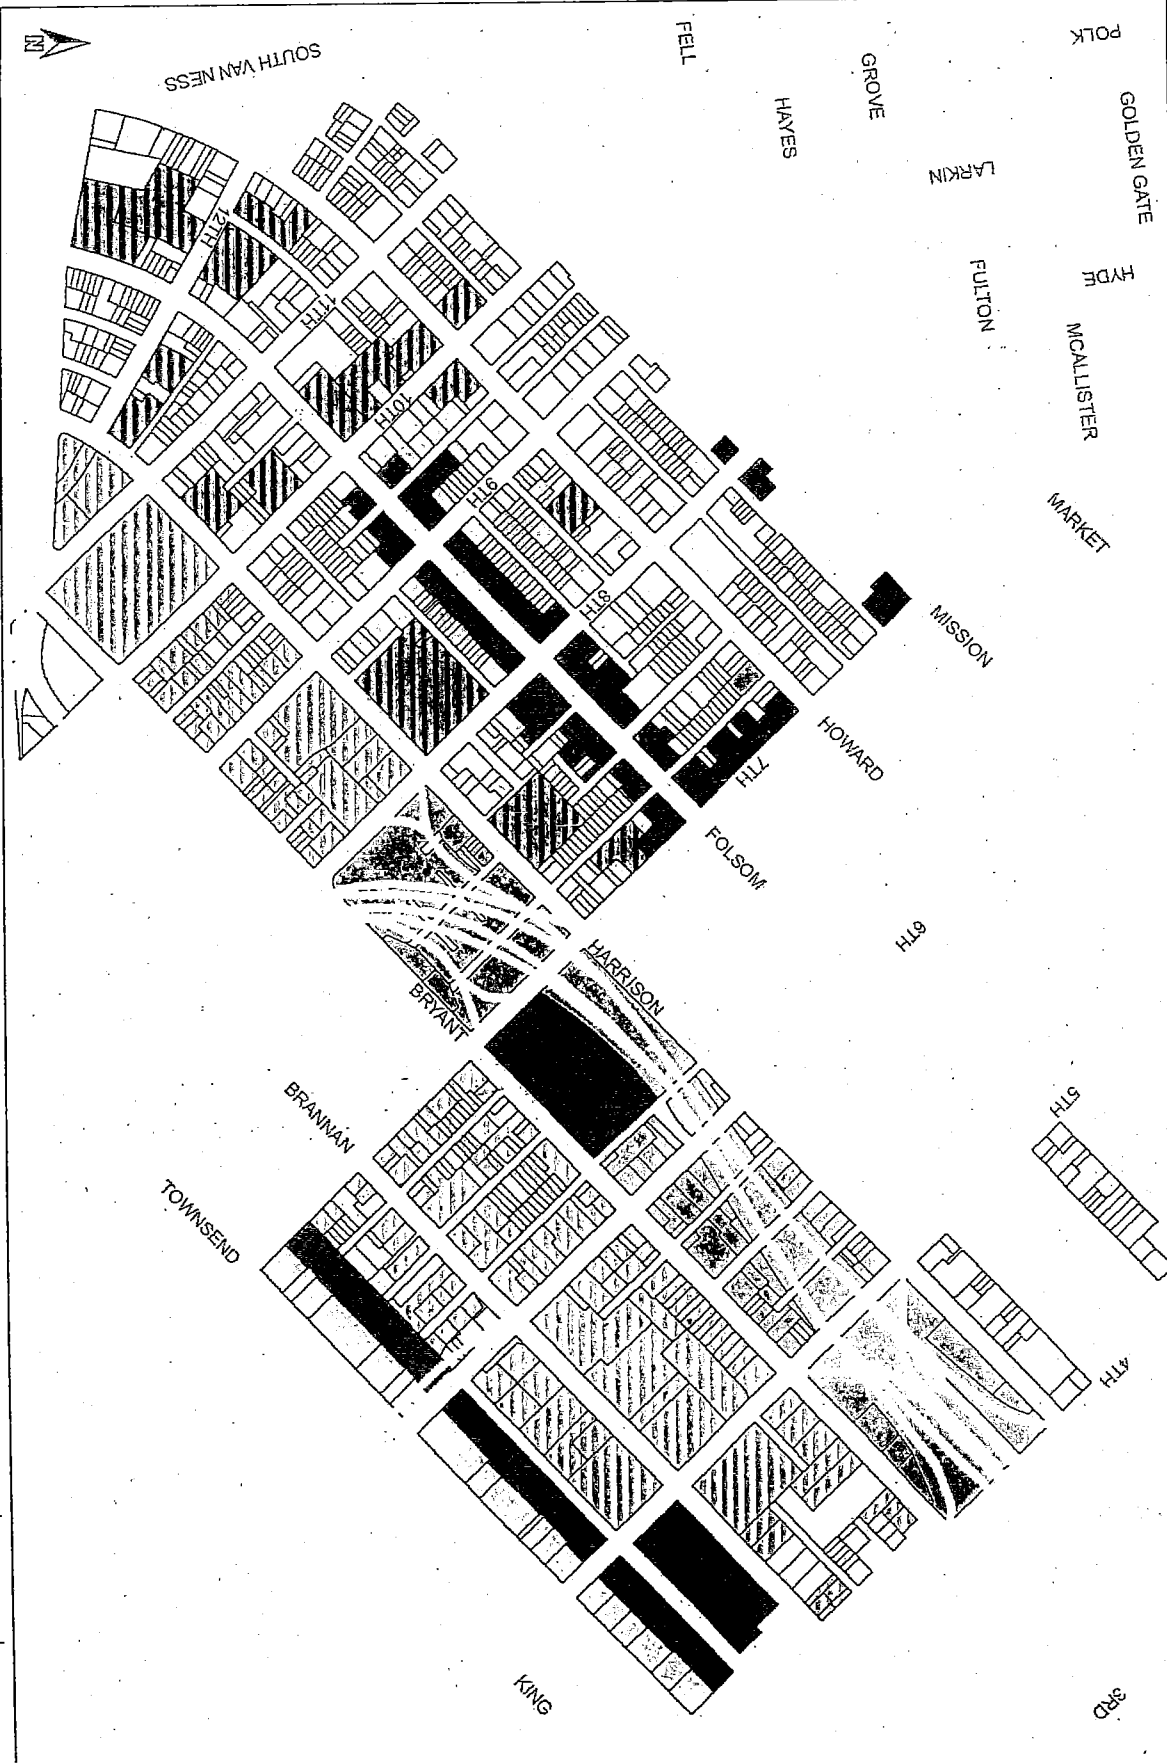 N
SOUTH VAN NESS
FELL
POLK
GROVE
HAYES
GOLDEN GATE
LARKIN
12TH
HYDE
FULTON
11TH
MCALLISTER
10TH
9TH
MARKET
8TH
MISSION
HOWARD
7TH
FOLSOM
6TH
HARRISON
BRYANT
BRANNAN
5TH
TOWNSEND
4TH
KING
3RD